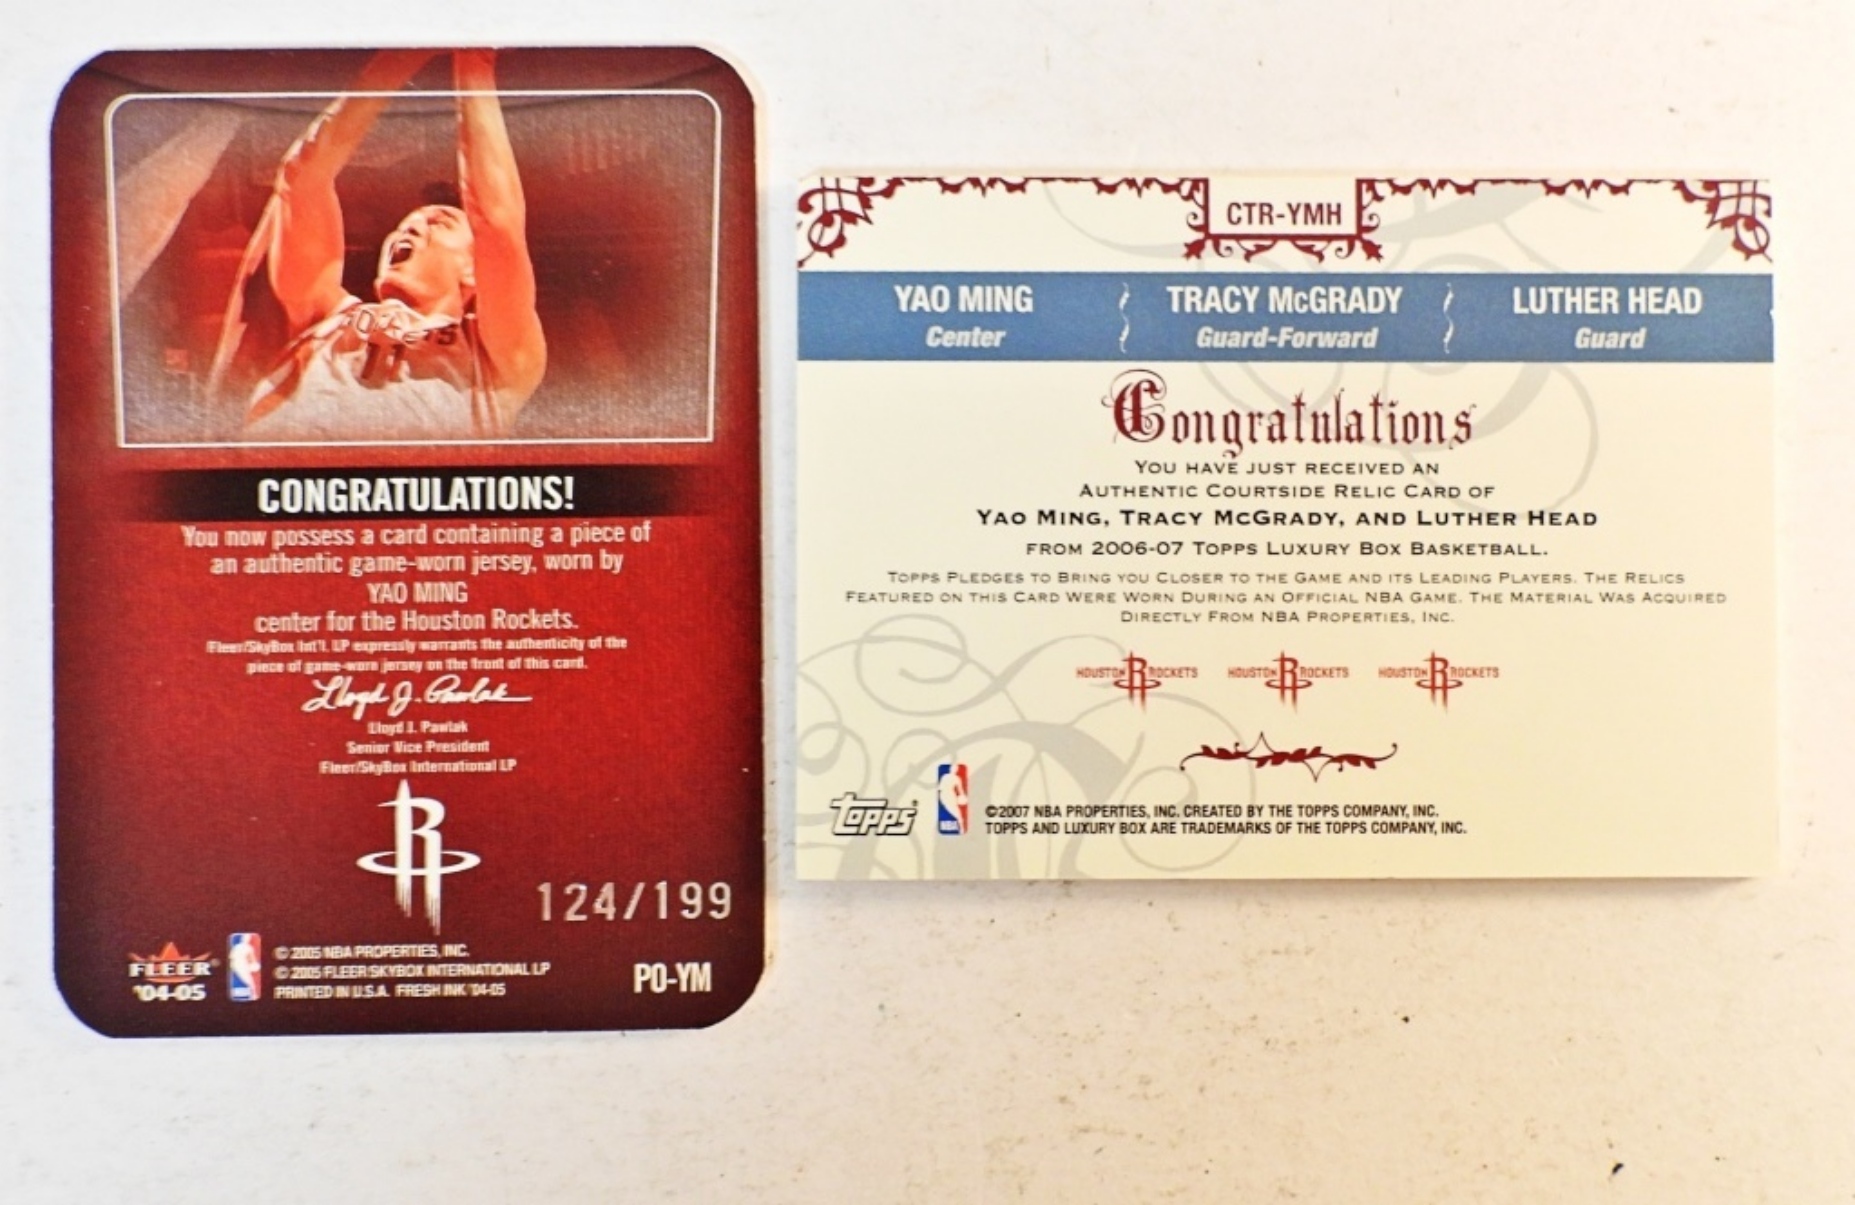 CONGRATULATIONS!
You now possess a card containing a piece of
an authentic game-worn jersey, worn by
YAO MING
center for the Houston Rockets.
Fleer/SkyBox Int'l. LP expressly warrants the authenticity of the
piece of game-worn jersey on the front of this card.
Lloyd J. Pawlak
Lloyd J. Pawlak
Senior Vice President
Fleer/SkyBox International LP
R
124/199
FLEER
'04-05
© 2005 NBA PROPERTIES, INC.
© 2005 FLEER/SKYBOX INTERNATIONAL LP
PRINTED IN U.S.A. FRESH INK '04-05
PO-YM
CTR-YMH
YAO MING TRACY McGRADY LUTHER HEAD
Center Guard-Forward Guard
Congratulations
YOU HAVE JUST RECEIVED AN
AUTHENTIC COURTSIDE RELIC CARD OF
YAO MING, TRACY MCGRADY, AND LUTHER HEAD
FROM 2006-07 TOPPS LUXURY BOX BASKETBALL.
TOPPS PLEDGES TO BRING YOU CLOSER TO THE GAME AND ITS LEADING PLAYERS. THE RELICS
FEATURED ON THIS CARD WERE WORN DURING AN OFFICIAL NBA GAME. THE MATERIAL WAS ACQUIRED
DIRECTLY FROM NBA PROPERTIES, INC.
HOUSTON ROCKETS HOUSTON ROCKETS HOUSTON ROCKETS
Topps
NBA
©2007 NBA PROPERTIES, INC. CREATED BY THE TOPPS COMPANY, INC.
TOPPS AND LUXURY BOX ARE TRADEMARKS OF THE TOPPS COMPANY, INC.